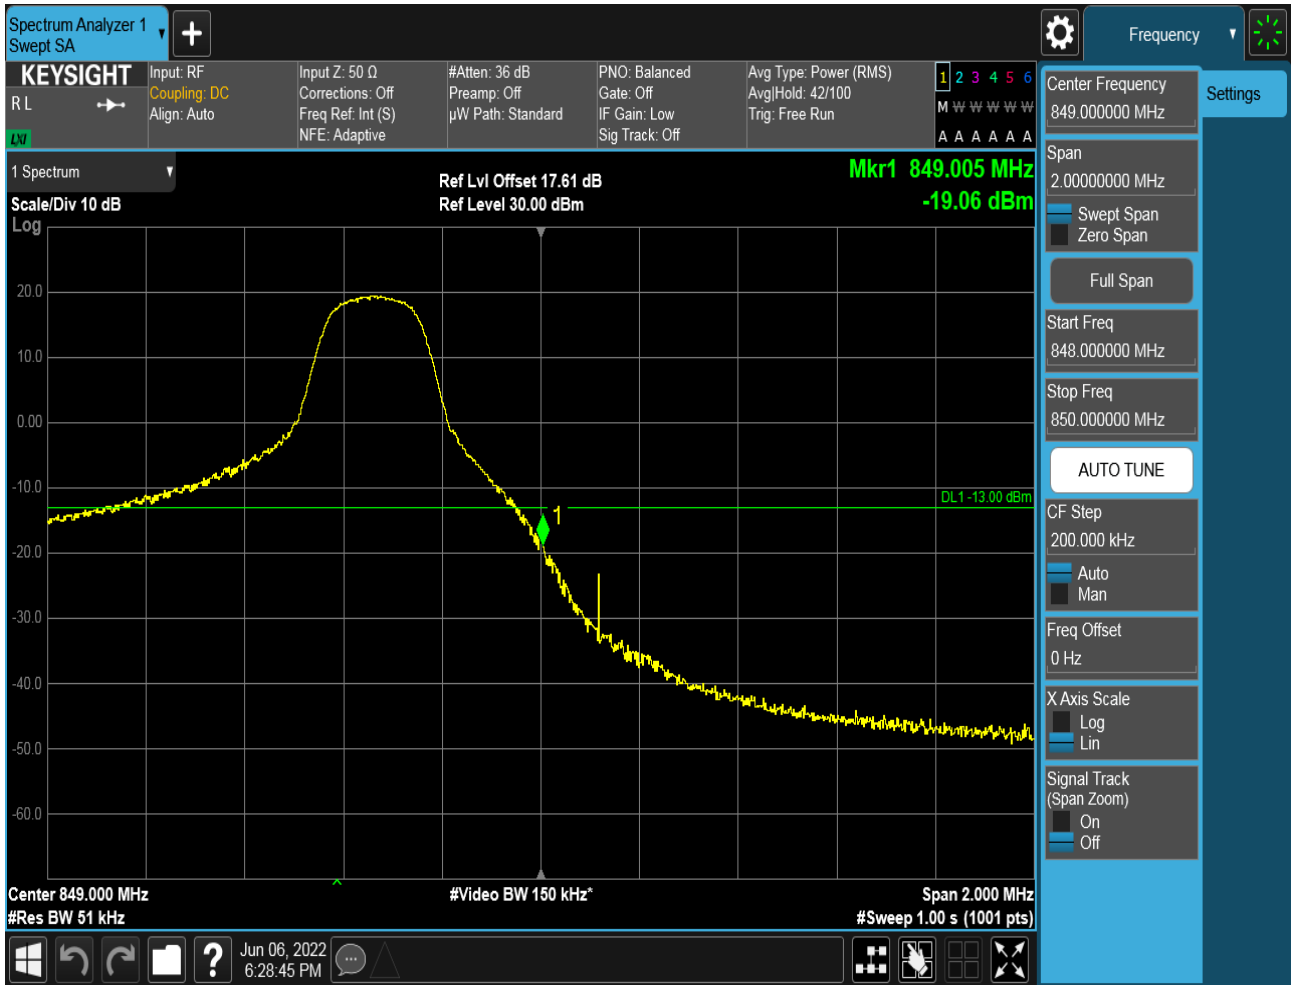 Spectrum Analyzer 1
Swept SA
Frequency
KEYSIGHT
R L
LXI
Input: RF
Coupling: DC
Align: Auto
Input Z: 50 Ω
Corrections: Off
Freq Ref: Int (S)
NFE: Adaptive
#Atten: 36 dB
Preamp: Off
µW Path: Standard
PNO: Balanced
Gate: Off
IF Gain: Low
Sig Track: Off
Avg Type: Power (RMS)
Avg|Hold: 42/100
Trig: Free Run
1 2 3 4 5 6
M W W W W W
A A A A A A
1 Spectrum
Scale/Div 10 dB
Log
Ref Lvl Offset 17.61 dB
Ref Level 30.00 dBm
Mkr1 849.005 MHz
-19.06 dBm
20.0
10.0
0.00
-10.0
-20.0
-30.0
-40.0
-50.0
-60.0
DL1 -13.00 dBm
1
Center 849.000 MHz
#Res BW 51 kHz
#Video BW 150 kHz*
Span 2.000 MHz
#Sweep 1.00 s (1001 pts)
Jun 06, 2022
6:28:45 PM
Center Frequency
849.000000 MHz
Settings
Span
2.00000000 MHz
Swept Span
Zero Span
Full Span
Start Freq
848.000000 MHz
Stop Freq
850.000000 MHz
AUTO TUNE
CF Step
200.000 kHz
Auto
Man
Freq Offset
0 Hz
X Axis Scale
Log
Lin
Signal Track
(Span Zoom)
On
Off